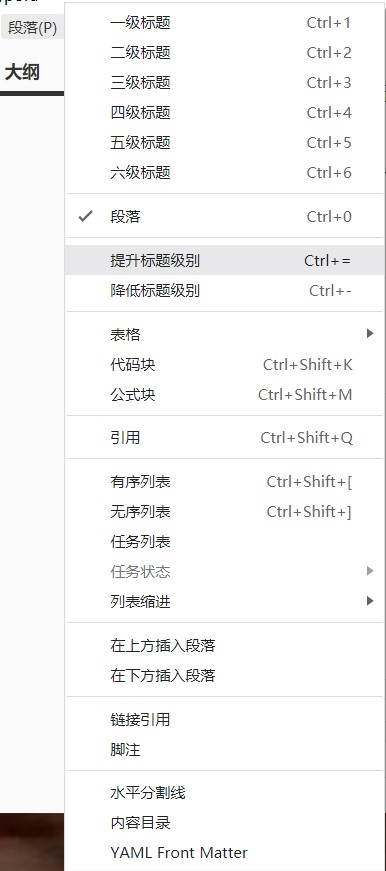 段落(P)
大纲
一级标题 Ctrl+1
二级标题 Ctrl+2
三级标题 Ctrl+3
四级标题 Ctrl+4
五级标题 Ctrl+5
六级标题 Ctrl+6
段落 Ctrl+0
提升标题级别 Ctrl+=
降低标题级别 Ctrl+-
表格
代码块 Ctrl+Shift+K
公式块 Ctrl+Shift+M
引用 Ctrl+Shift+Q
有序列表 Ctrl+Shift+[
无序列表 Ctrl+Shift+]
任务列表
任务状态
列表缩进
在上方插入段落
在下方插入段落
链接引用
脚注
水平分割线
内容目录
YAML Front Matter